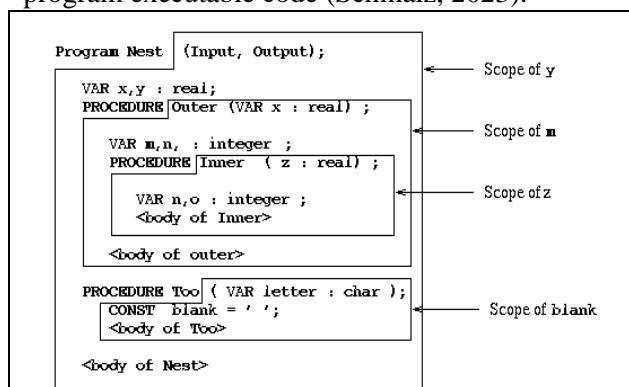 program executable code (Schmalz, 2023).
Program Nest (Input, Output);
Scope of y
VAR x,y : real;
PROCEDURE Outer (VAR x : real) ;
Scope of m
VAR m,n, : integer ;
PROCEDURE Inner ( z : real) ;
Scope of z
VAR n,o : integer ;
<body of Inner>
<body of outer>
PROCEDURE Too ( VAR letter : char );
Scope of blank
CONST blank = ' ';
<body of Too>
<body of Nest>